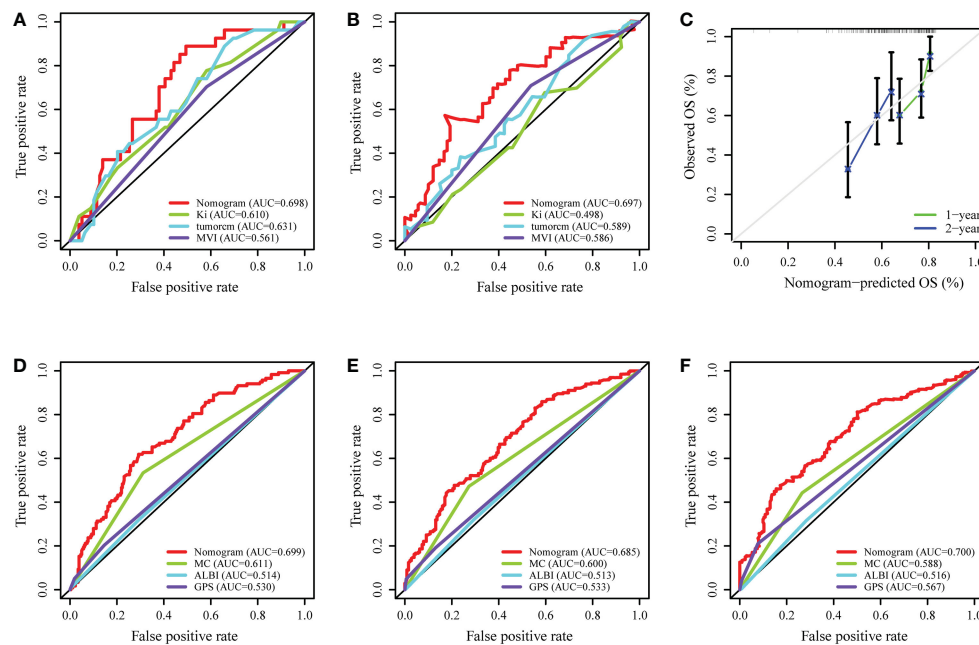 A
True positive rate
0.0 0.2 0.4 0.6 0.8 1.0
Nomogram (AUC=0.698)
Ki (AUC=0.610)
tumorcm (AUC=0.631)
MVI (AUC=0.561)
0.0 0.2 0.4 0.6 0.8 1.0
False positive rate
B
True positive rate
0.0 0.2 0.4 0.6 0.8 1.0
Nomogram (AUC=0.697)
Ki (AUC=0.498)
tumorcm (AUC=0.589)
MVI (AUC=0.586)
0.0 0.2 0.4 0.6 0.8 1.0
False positive rate
C
Observed OS (%)
0.0 0.2 0.4 0.6 0.8 1.0
1−year
2−year
0.0 0.2 0.4 0.6 0.8 1.0
Nomogram−predicted OS (%)
D
True positive rate
0.0 0.2 0.4 0.6 0.8 1.0
Nomogram (AUC=0.699)
MC (AUC=0.611)
ALBI (AUC=0.514)
GPS (AUC=0.530)
0.0 0.2 0.4 0.6 0.8 1.0
False positive rate
E
True positive rate
0.0 0.2 0.4 0.6 0.8 1.0
Nomogram (AUC=0.685)
MC (AUC=0.600)
ALBI (AUC=0.513)
GPS (AUC=0.533)
0.0 0.2 0.4 0.6 0.8 1.0
False positive rate
F
True positive rate
0.0 0.2 0.4 0.6 0.8 1.0
Nomogram (AUC=0.700)
MC (AUC=0.588)
ALBI (AUC=0.516)
GPS (AUC=0.567)
0.0 0.2 0.4 0.6 0.8 1.0
False positive rate